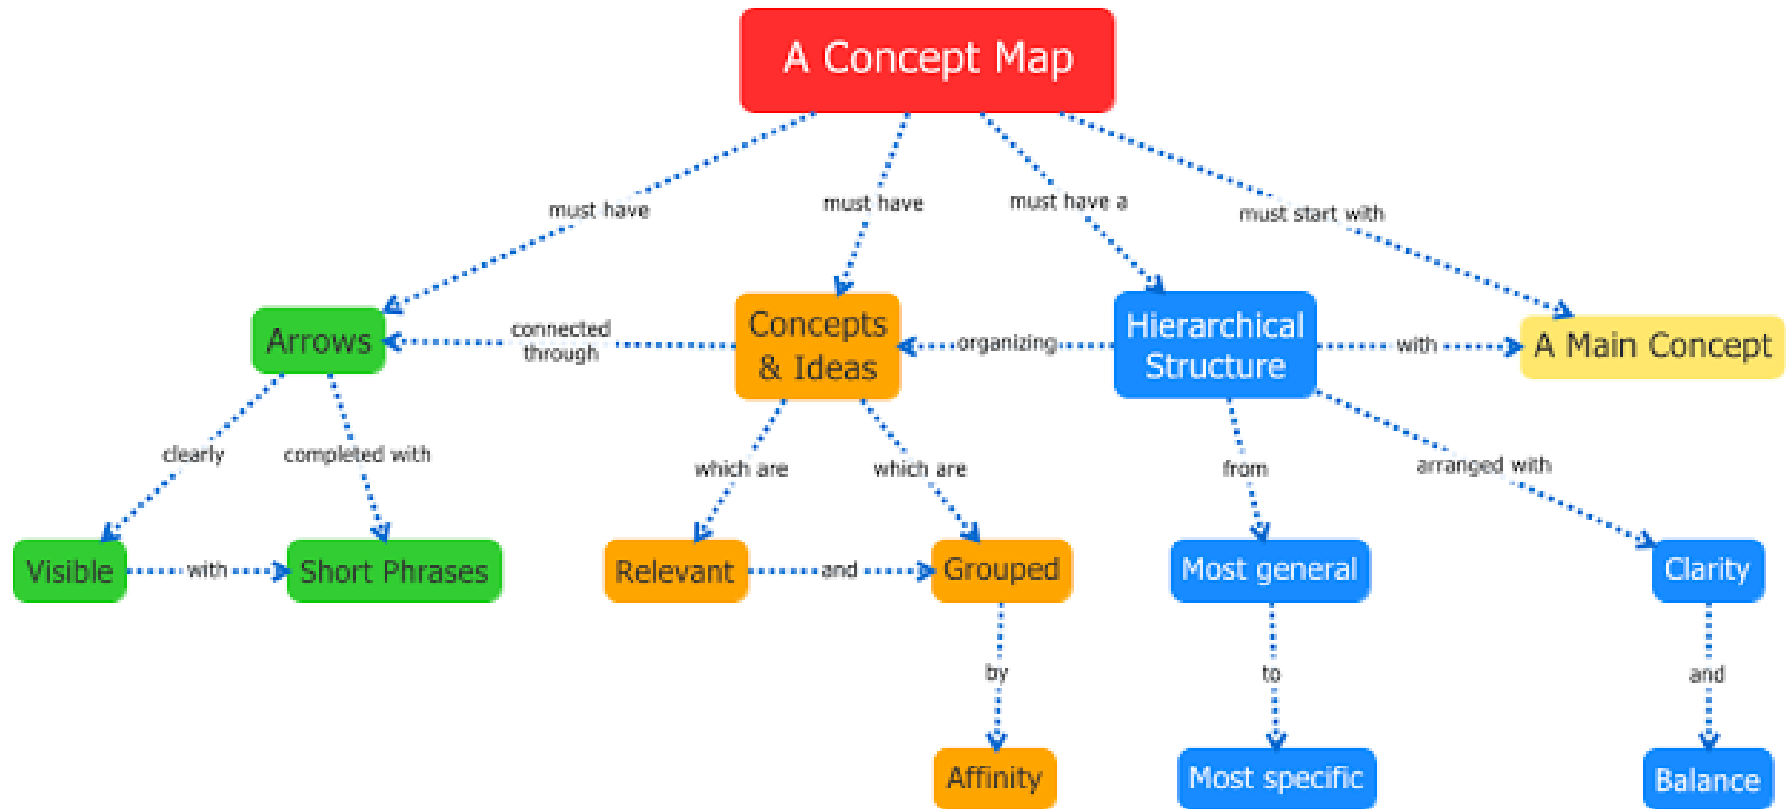 A Concept Map
must have
must have
must have a
must start with
Arrows
connected
through
Concepts
& Ideas
organizing
Hierarchical
Structure
with
A Main Concept
clearly
completed with
which are
which are
from
arranged with
Visible
with
Short Phrases
Relevant
and
Grouped
Most general
Clarity
by
to
and
Affinity
Most specific
Balance